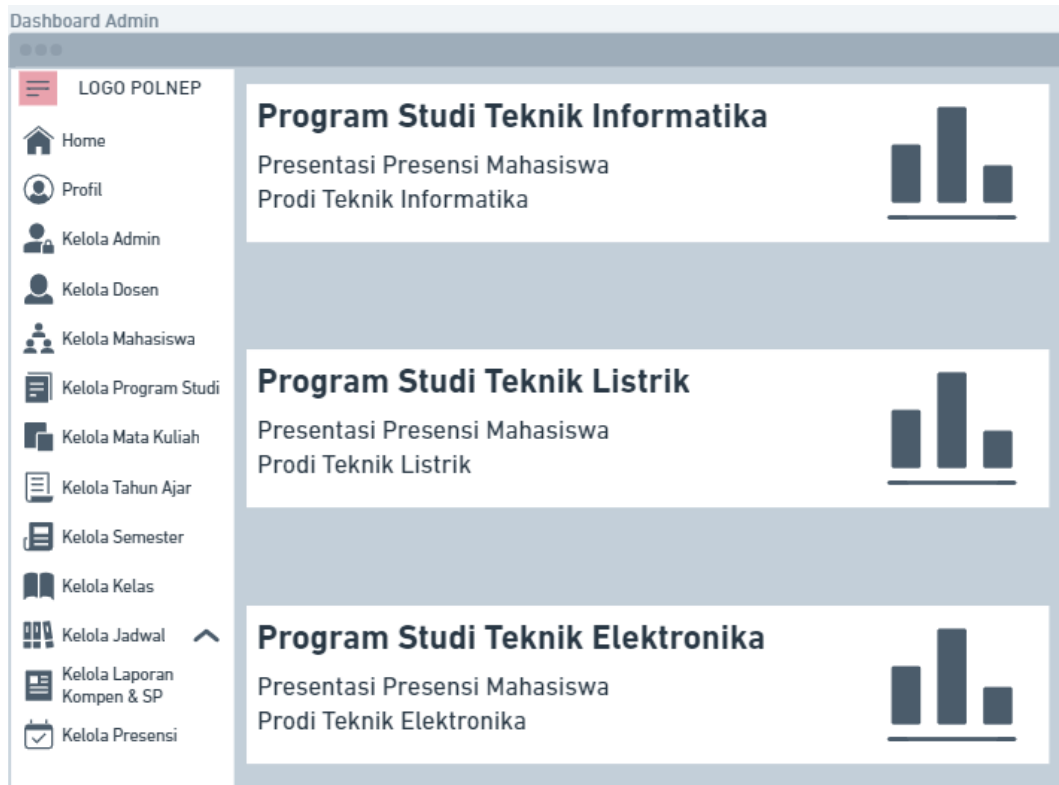 Dashboard Admin
LOGO POLNEP
Home
Profil
Kelola Admin
Kelola Dosen
Kelola Mahasiswa
Kelola Program Studi
Kelola Mata Kuliah
Kelola Tahun Ajar
Kelola Semester
Kelola Kelas
Kelola Jadwal
Kelola Laporan
Kompen & SP
Kelola Presensi
Program Studi Teknik Informatika
Presentasi Presensi Mahasiswa
Prodi Teknik Informatika
Program Studi Teknik Listrik
Presentasi Presensi Mahasiswa
Prodi Teknik Listrik
Program Studi Teknik Elektronika
Presentasi Presensi Mahasiswa
Prodi Teknik Elektronika